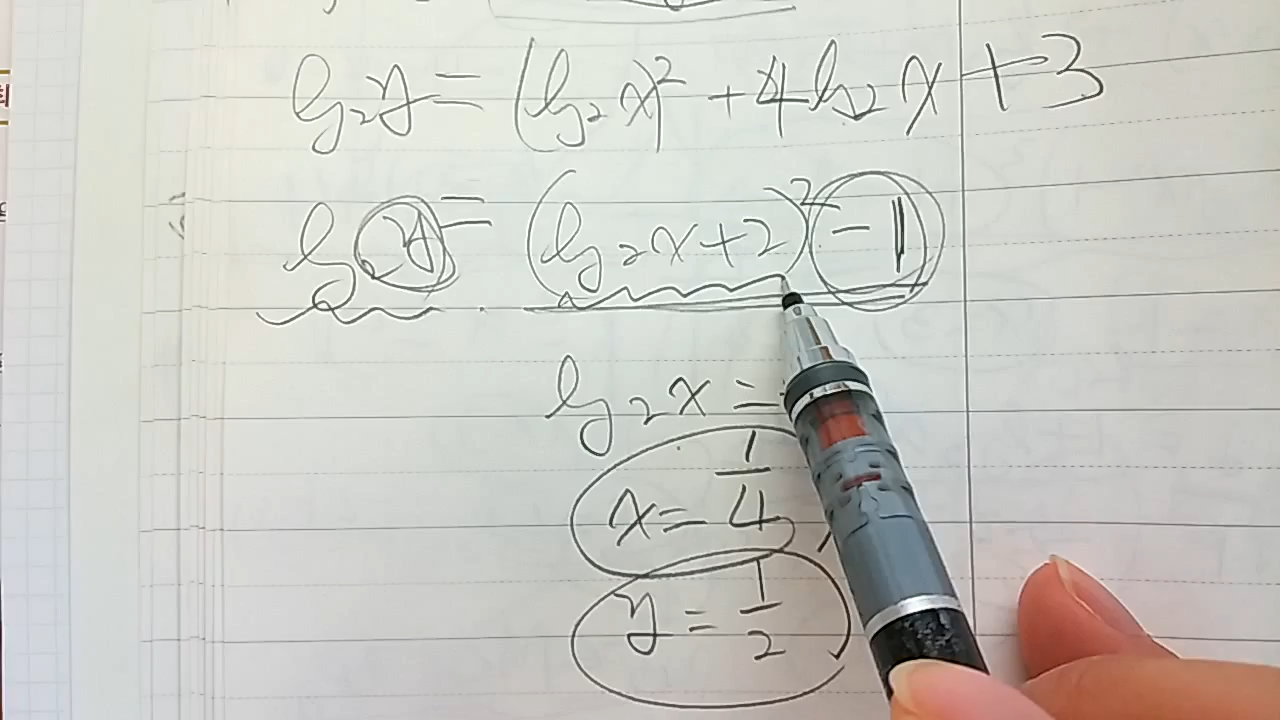 log₂y = (log₂x)² + 4log₂x + 3
log₂y = (log₂x + 2)² - 1
log₂x =
x = 1/4
y = 1/2